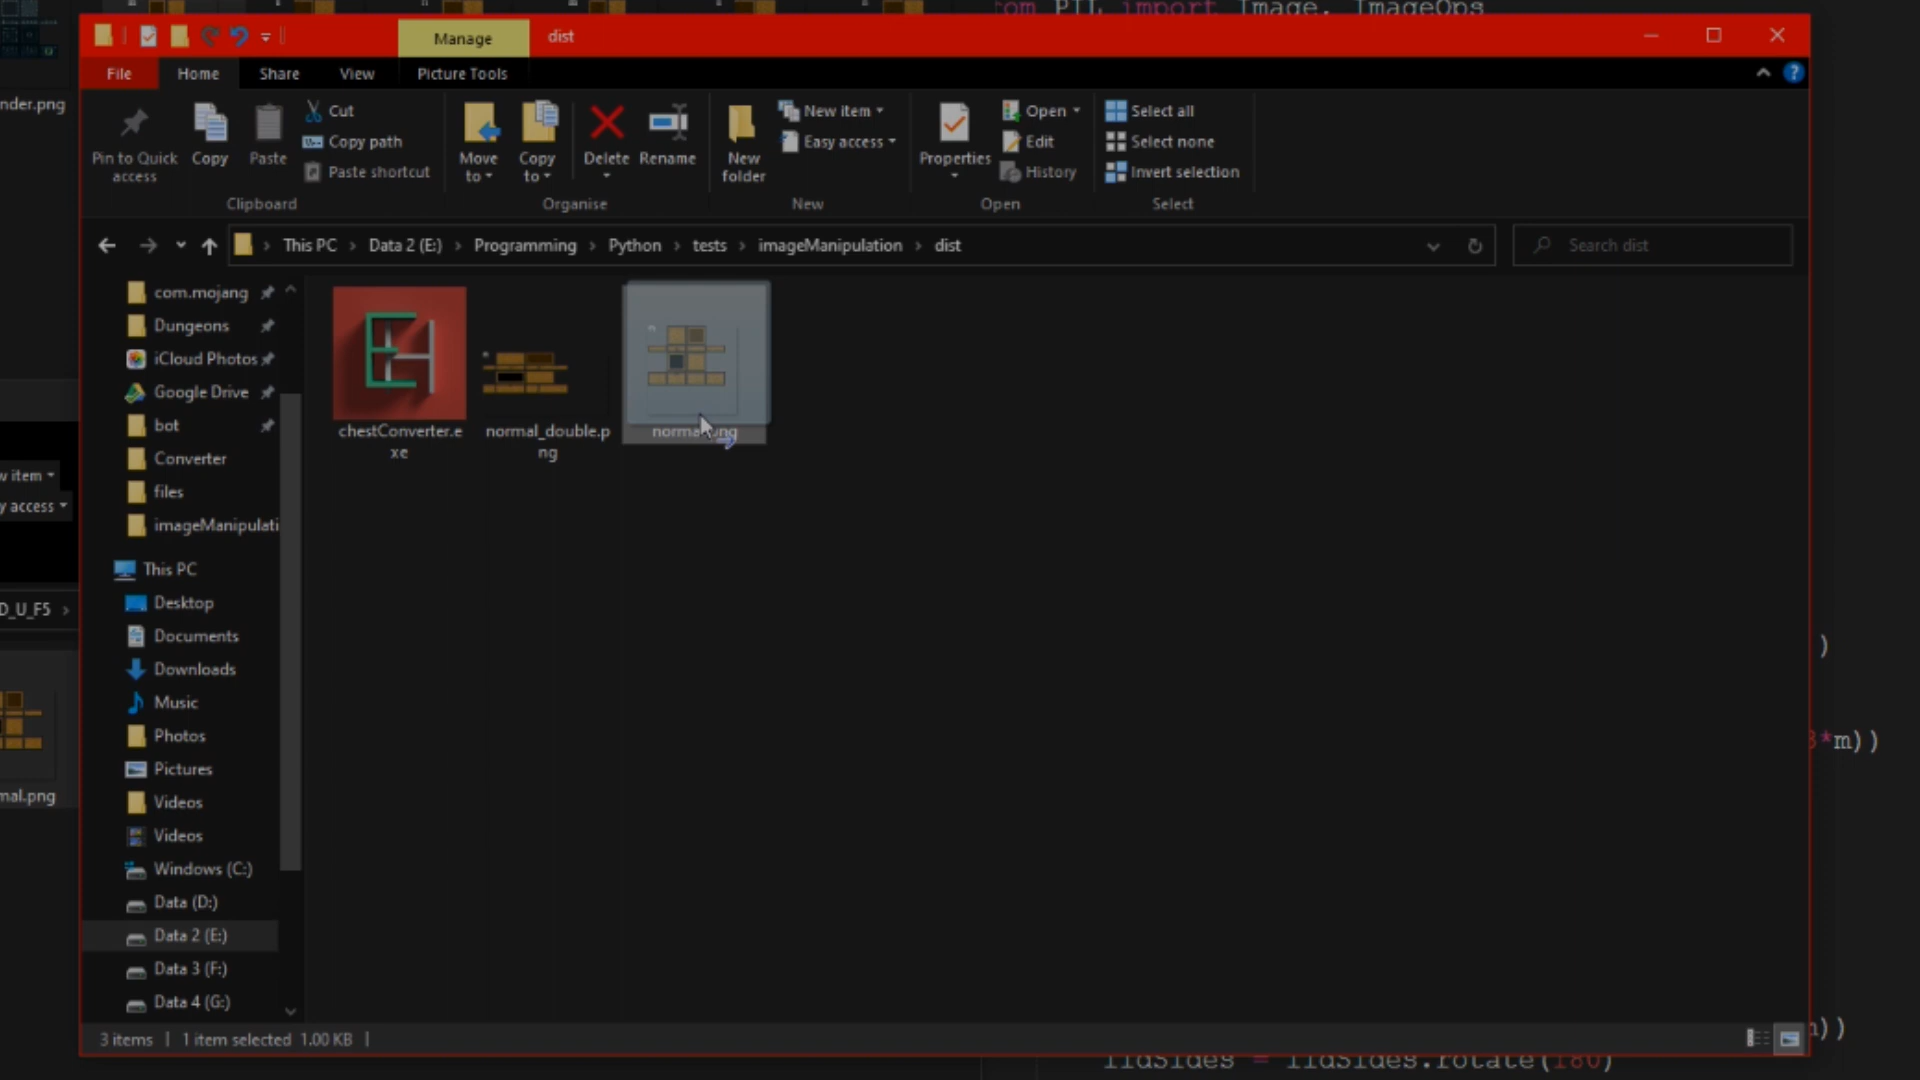 om PIL import Image, ImageOps
Manage
dist
File
Home
Share
View
Picture Tools
nder.png
Pin to Quick
access
Copy
Paste
Cut
Copy path
Paste shortcut
Clipboard
Move
to
Copy
to
Delete
Rename
Organise
New
folder
New item
Easy access
New
Properties
Open
Edit
History
Open
Select all
Select none
Invert selection
Select
This PC > Data 2 (E:) > Programming > Python > tests > imageManipulation > dist
Search dist
com.mojang
Dungeons
iCloud Photos
Google Drive
bot
Converter
files
imageManipulati
This PC
Desktop
Documents
Downloads
Music
Photos
Pictures
Videos
Videos
Windows (C:)
Data (D:)
Data 2 (E:)
Data 3 (F:)
Data 4 (G:)
chestConverter.e
xe
normal_double.p
ng
w item
y access
D_U_F5 >
mal.png
)
*m))
))
lidSides = lidSides.rotate(180)
3 items | 1 item selected 1.00 KB |